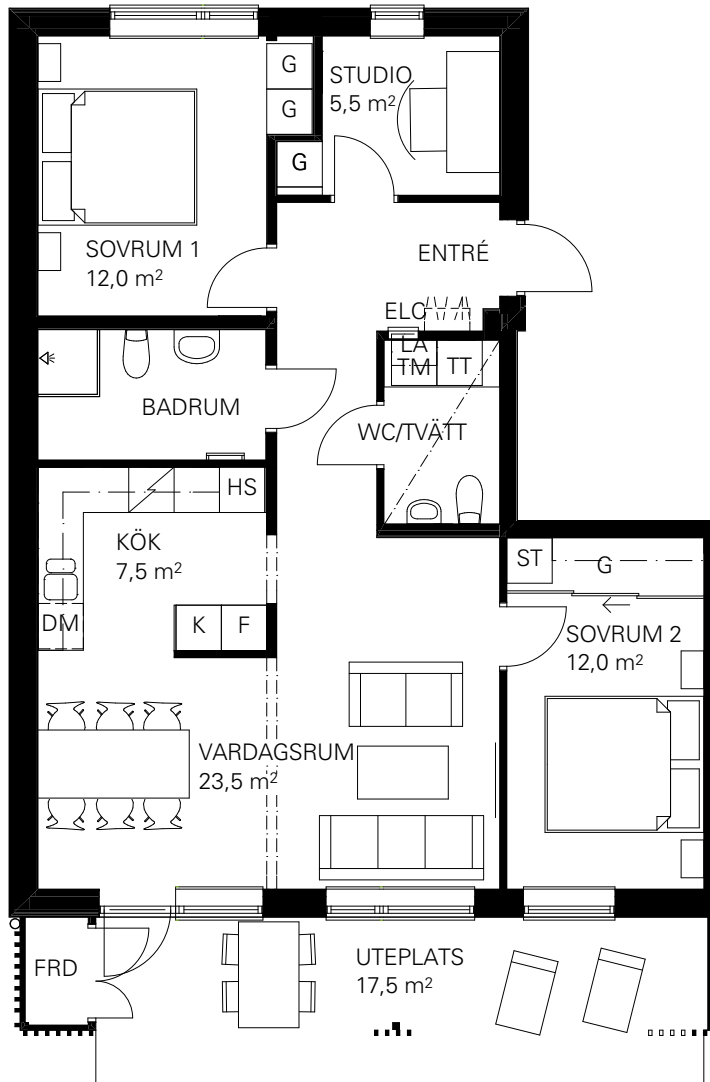 G
STUDIO
5,5 m²
G
G
SOVRUM 1
12,0 m²
ENTRÉ
ELC
LA
TM
TT
BADRUM
WC/TVÄTT
HS
KÖK
7,5 m²
ST
G
DM
K
F
SOVRUM 2
12,0 m²
VARDAGSRUM
23,5 m²
FRD
UTEPLATS
17,5 m²